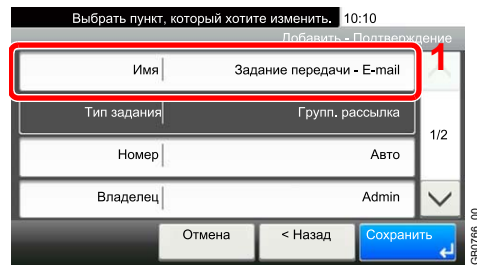 Выбрать пункт, который хотите изменить. 10:10
Добавить - Подтверждение
1
Имя Задание передачи - E-mail
Тип задания Групп. рассылка
1/2
Номер Авто
Владелец Admin
Отмена < Назад Сохранить
GB0766_00